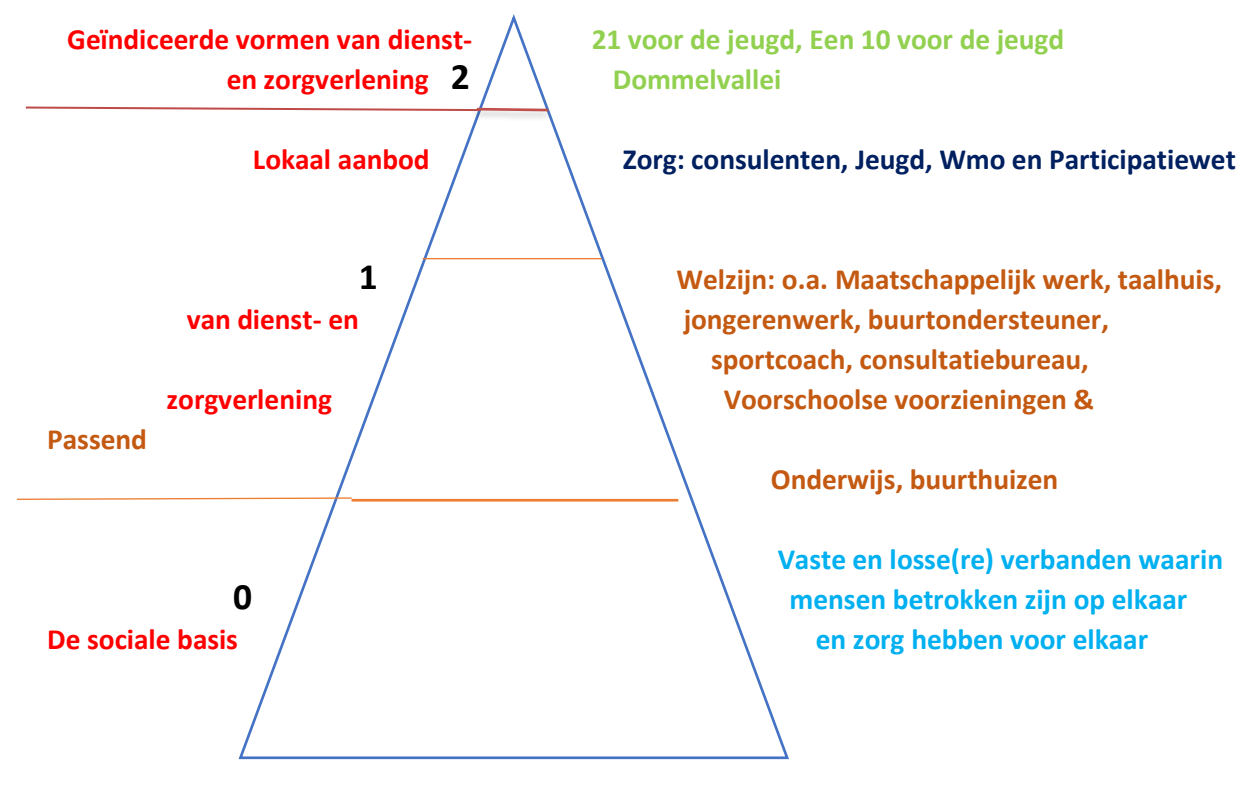 Geïndiceerde vormen van dienst- 21 voor de jeugd, Een 10 voor de jeugd
en zorgverlening 2 Dommelvallei
Lokaal aanbod Zorg: consulenten, Jeugd, Wmo en Participatiewet
1 Welzijn: o.a. Maatschappelijk werk, taalhuis,
van dienst- en jongerenwerk, buurtondersteuner,
sportcoach, consultatiebureau,
zorgverlening Voorschoolse voorzieningen &
Passend
Onderwijs, buurthuizen
Vaste en losse(re) verbanden waarin
0 mensen betrokken zijn op elkaar
De sociale basis en zorg hebben voor elkaar